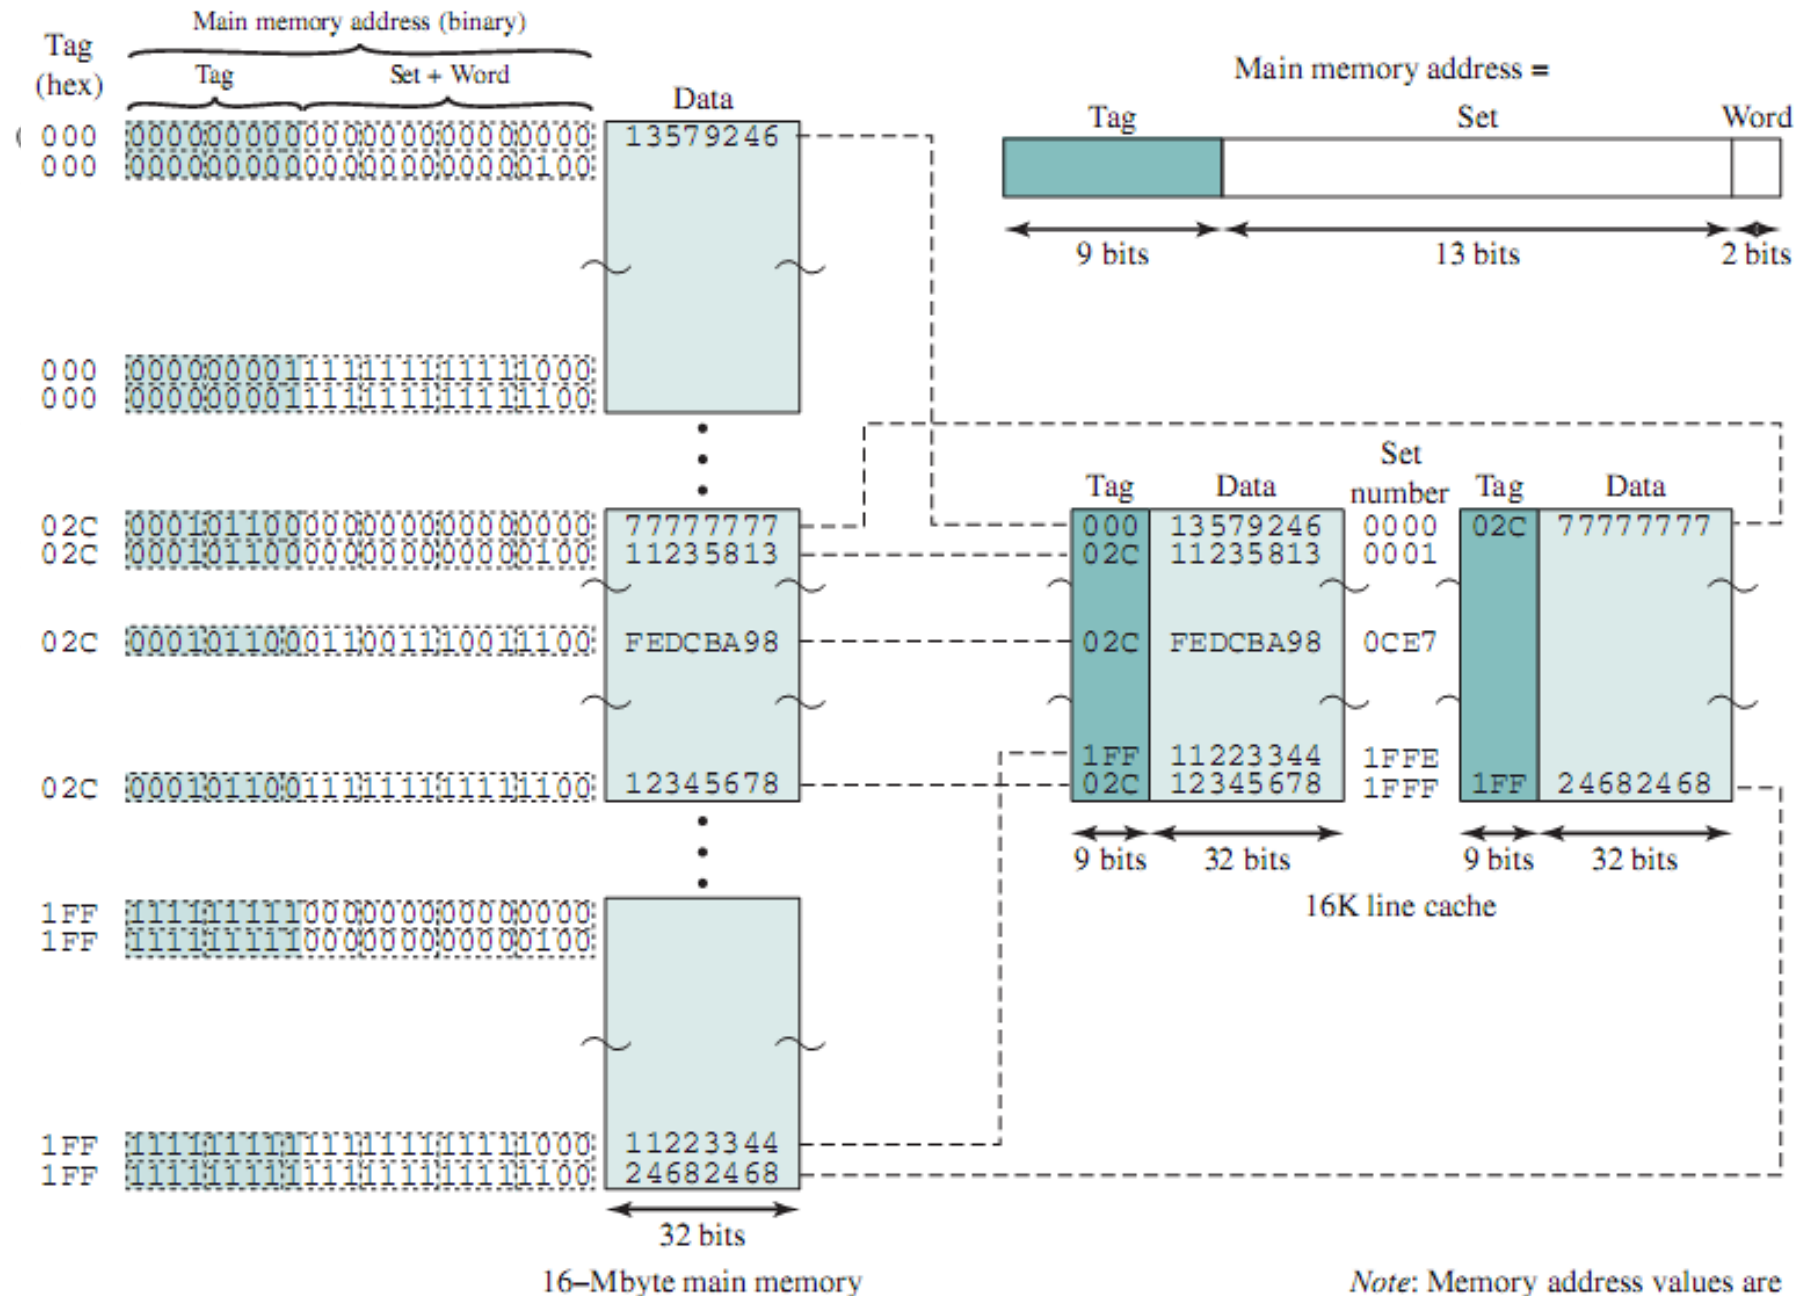 Main memory address (binary)
Tag
(hex)
Tag
Set + Word
Data
Main memory address =
Tag
Set
Word
9 bits
13 bits
2 bits
000
000000000000000000000000
13579246
000
000000000000000000000100
000
000000001111111111111000
000
000000001111111111111100
02C
000101100000000000000000
77777777
02C
000101100000000000000100
11235813
02C
000101100011001110011100
FEDCBA98
02C
000101100111111111111100
12345678
1FF
111111111000000000000000
1FF
111111111000000000000100
1FF
111111111111111111111000
11223344
1FF
111111111111111111111100
24682468
32 bits
16–Mbyte main memory
Tag
Data
Set
number
Tag
Data
000
13579246
0000
02C
77777777
02C
11235813
0001
02C
FEDCBA98
0CE7
1FF
11223344
1FFE
02C
12345678
1FFF
1FF
24682468
9 bits
32 bits
9 bits
32 bits
16K line cache
Note: Memory address values are